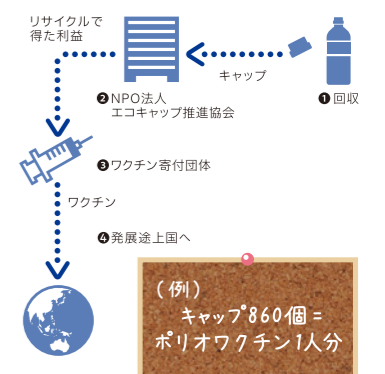 リサイクルで
得た利益
キャップ
❶回収
❷NPO法人
エコキャップ推進協会
❸ワクチン寄付団体
ワクチン
❹発展途上国へ
(例)
キャップ860個=
ポリオワクチン1人分